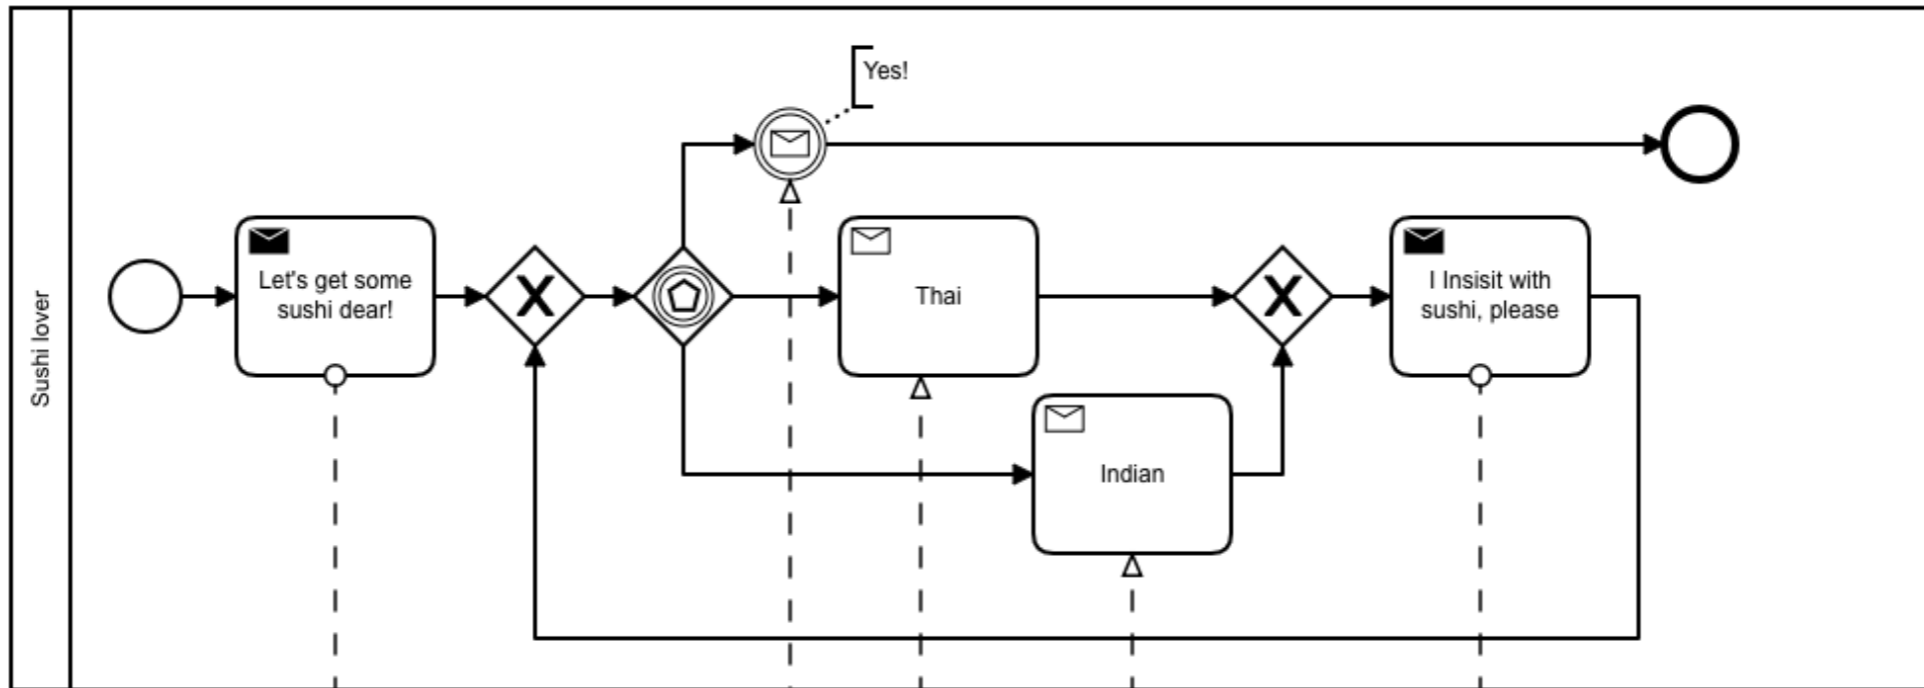 Sushi lover
Yes!
Let's get some
sushi dear!
Thai
I Insisit with
sushi, please
Indian